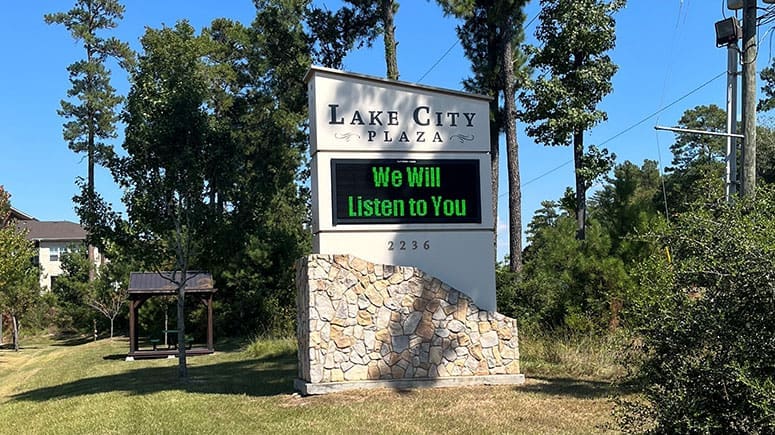 LAKE CITY
PLAZA
We Will
Listen to You
2236